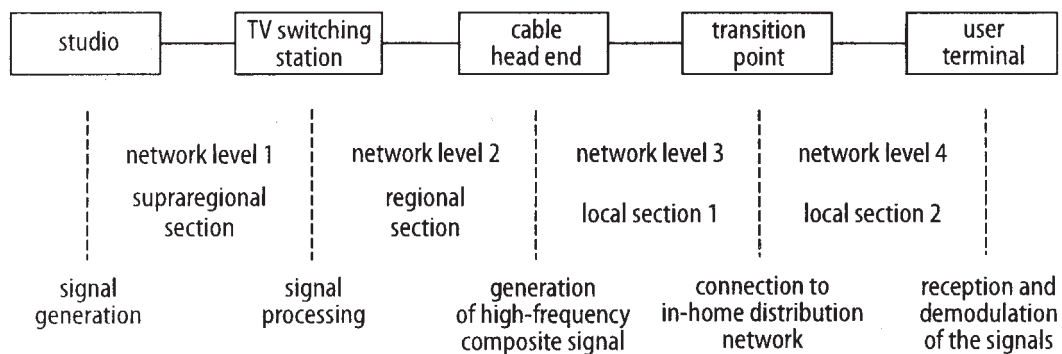 studio
TV switching
station
cable
head end
transition
point
user
terminal
network level 1
network level 2
network level 3
network level 4
supraregional
section
regional
section
local section 1
local section 2
signal
generation
signal
processing
generation
of high-frequency
composite signal
connection to
in-home distribution
network
reception and
demodulation
of the signals